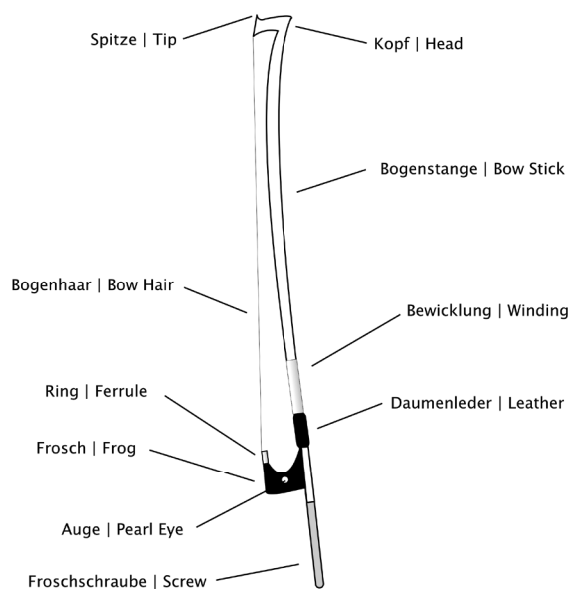 Spitze | Tip
Kopf | Head
Bogenstange | Bow Stick
Bogenhaar | Bow Hair
Bewicklung | Winding
Ring | Ferrule
Daumenleder | Leather
Frosch | Frog
Auge | Pearl Eye
Froschschraube | Screw